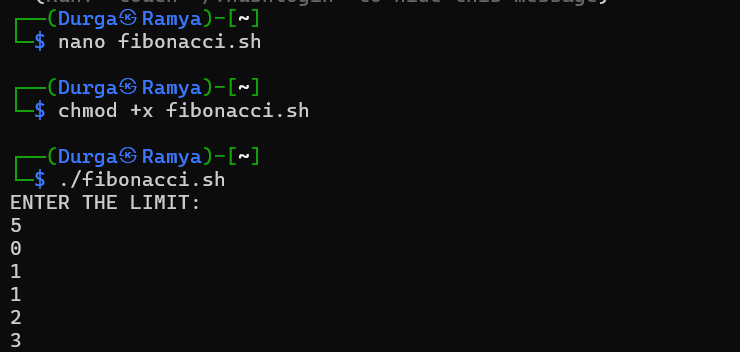 ┌──(Durga㉿Ramya)-[~]
└─$ nano fibonacci.sh
┌──(Durga㉿Ramya)-[~]
└─$ chmod +x fibonacci.sh
┌──(Durga㉿Ramya)-[~]
└─$ ./fibonacci.sh
ENTER THE LIMIT:
5
0
1
1
2
3